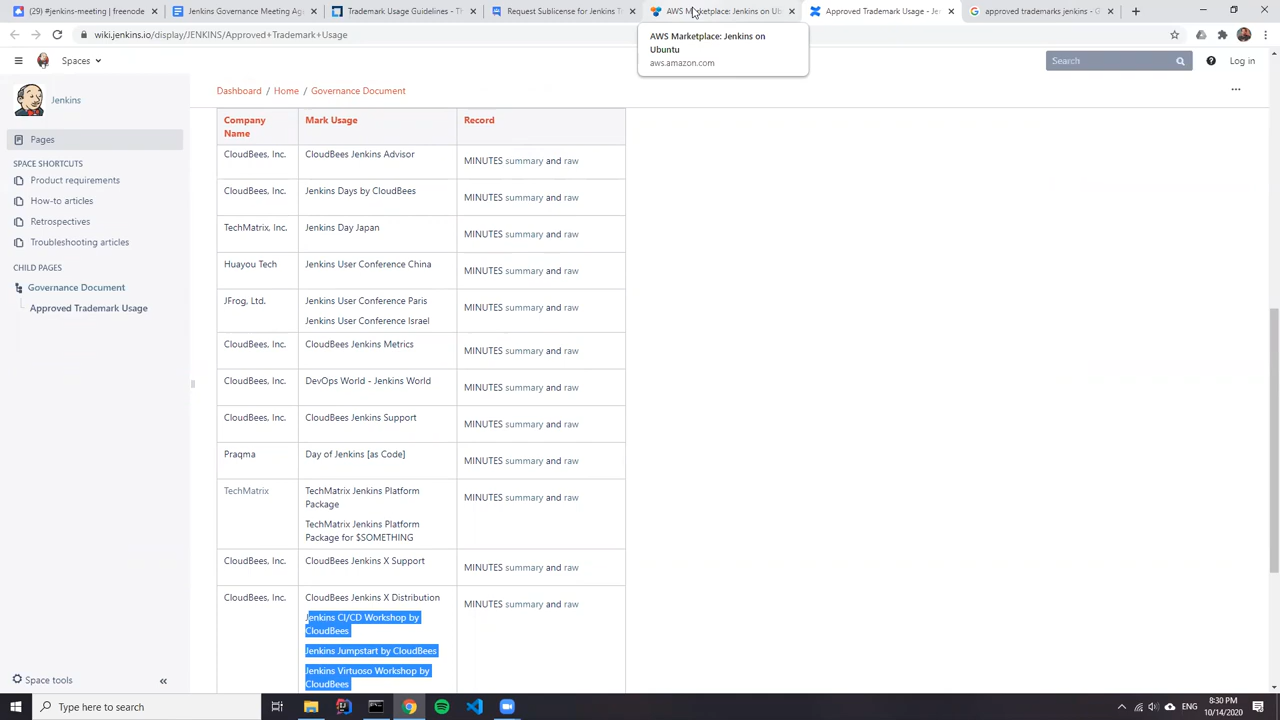 (29) #jenkins-meeting | freenode
Jenkins Governance Meeting Age
Trademark Usage Guidelines - Th
Request Sublicense for Jenkins Tr
AWS Marketplace: Jenkins on Ub
Approved Trademark Usage - Je
approved trademarks jenkins - G
wiki.jenkins.io/display/JENKINS/Approved+Trademark+Usage
AWS Marketplace: Jenkins on
Ubuntu
aws.amazon.com
Spaces
Search
Log in
Jenkins
Pages
SPACE SHORTCUTS
Product requirements
How-to articles
Retrospectives
Troubleshooting articles
CHILD PAGES
Governance Document
Approved Trademark Usage
Space tools
Dashboard / Home / Governance Document
Company Name Mark Usage Record
CloudBees, Inc. CloudBees Jenkins Advisor MINUTES summary and raw
CloudBees, Inc. Jenkins Days by CloudBees MINUTES summary and raw
TechMatrix, Inc. Jenkins Day Japan MINUTES summary and raw
Huayou Tech Jenkins User Conference China MINUTES summary and raw
JFrog, Ltd. Jenkins User Conference Paris MINUTES summary and raw
Jenkins User Conference Israel
CloudBees, Inc. CloudBees Jenkins Metrics MINUTES summary and raw
CloudBees, Inc. DevOps World - Jenkins World MINUTES summary and raw
CloudBees, Inc. CloudBees Jenkins Support MINUTES summary and raw
Praqma Day of Jenkins [as Code] MINUTES summary and raw
TechMatrix TechMatrix Jenkins Platform MINUTES summary and raw
Package
TechMatrix Jenkins Platform
Package for $SOMETHING
CloudBees, Inc. CloudBees Jenkins X Support MINUTES summary and raw
CloudBees, Inc. CloudBees Jenkins X Distribution MINUTES summary and raw
Jenkins CI/CD Workshop by
CloudBees
Jenkins Jumpstart by CloudBees
Jenkins Virtuoso Workshop by
CloudBees
Type here to search
ENG
8:30 PM
10/14/2020